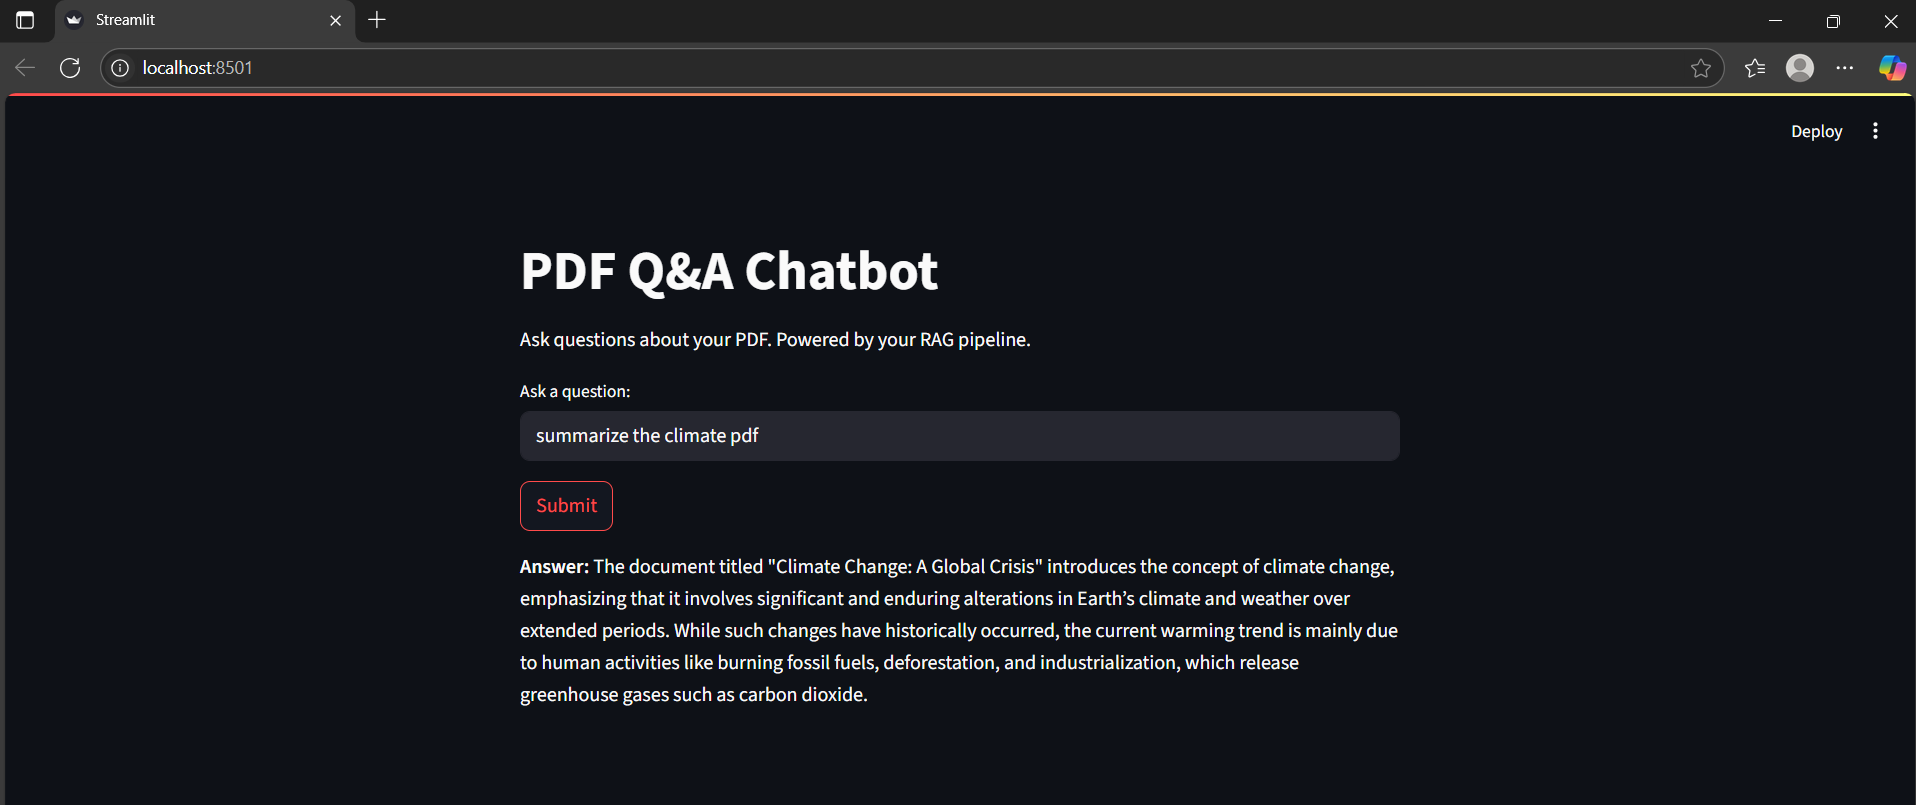 Streamlit
localhost:8501
Deploy
PDF Q&A Chatbot
Ask questions about your PDF. Powered by your RAG pipeline.
Ask a question:
summarize the climate pdf
Submit
Answer: The document titled "Climate Change: A Global Crisis" introduces the concept of climate change,
emphasizing that it involves significant and enduring alterations in Earth’s climate and weather over
extended periods. While such changes have historically occurred, the current warming trend is mainly due
to human activities like burning fossil fuels, deforestation, and industrialization, which release
greenhouse gases such as carbon dioxide.